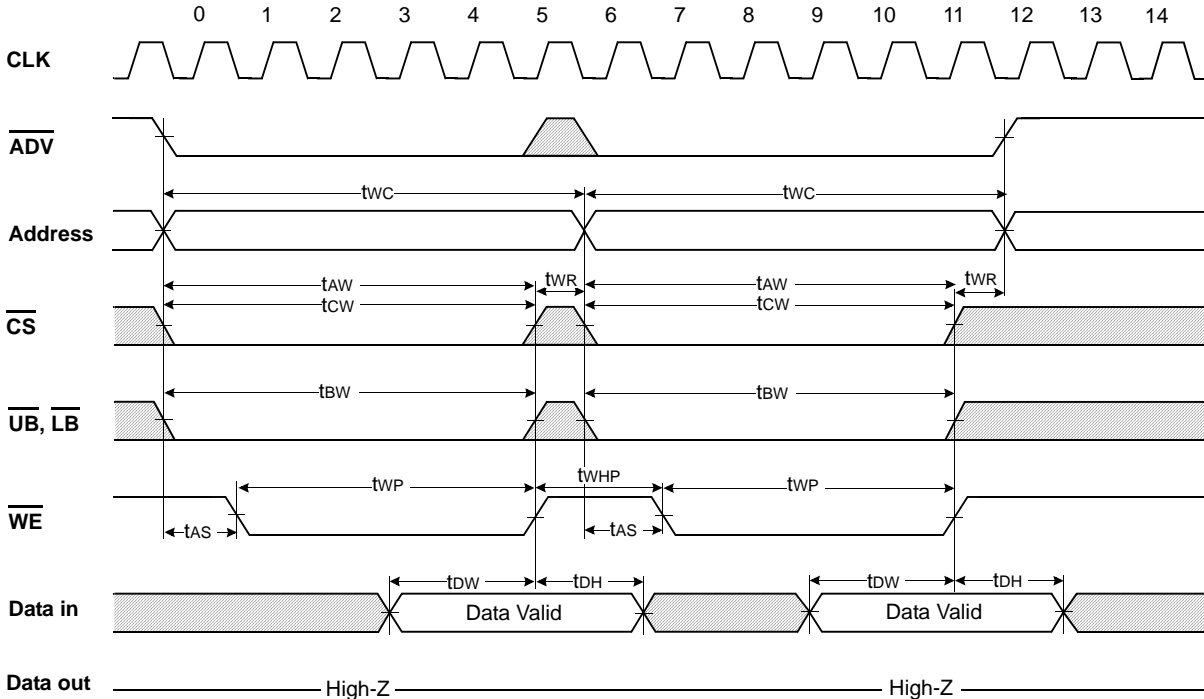 0 1 2 3 4 5 6 7 8 9 10 11 12 13 14
CLK
ADV
tWC tWC
Address
tAW tWR tAW tWR
tCW tCW
CS
tBW tBW
UB, LB
tWP tWHP tWP
WE
tAS tAS
tDW tDH tDW tDH
Data in Data Valid Data Valid
Data out High-Z High-Z